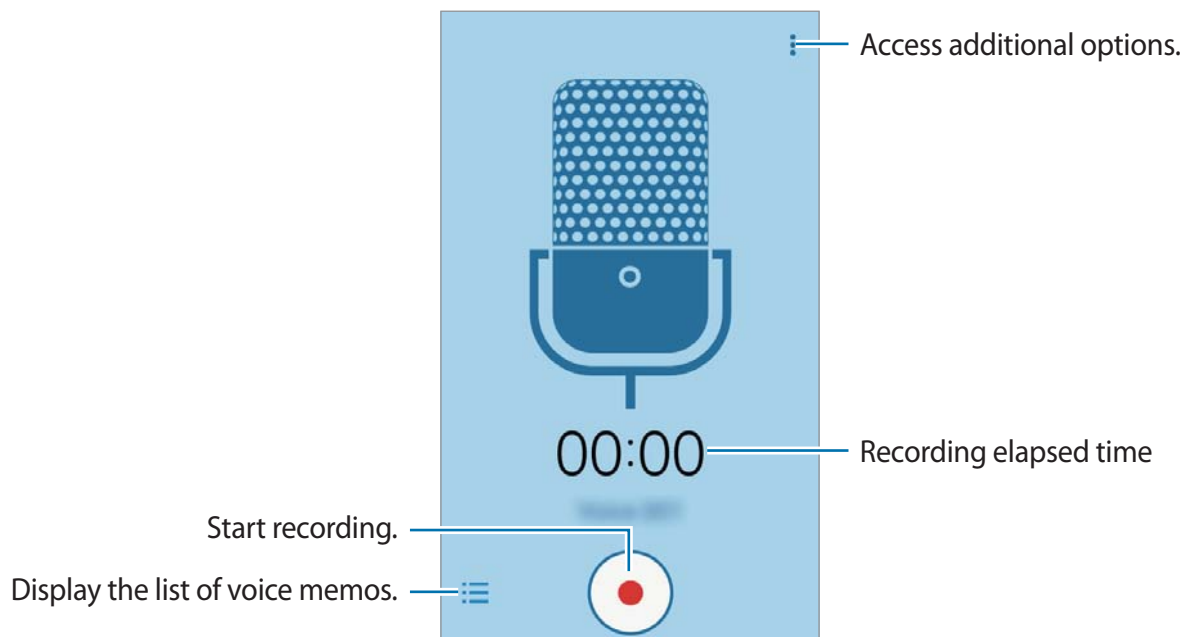 Access additional options.
00:00
Recording elapsed time
Start recording.
Display the list of voice memos.